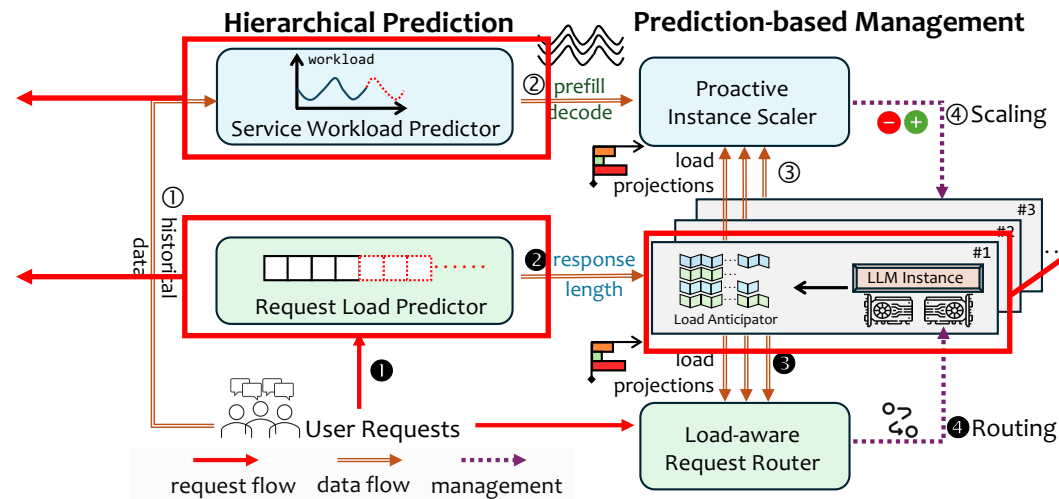 Hierarchical Prediction
Prediction-based Management
workload
Service Workload Predictor
② prefill
decode
Proactive
Instance Scaler
④ Scaling
load
projections
③
① historical
data
#3
#2
#1
Request Load Predictor
❷ response
length
LLM Instance
Load Anticipator
load
projections
❸
❶
User Requests
Load-aware
Request Router
❹ Routing
request flow
data flow
management